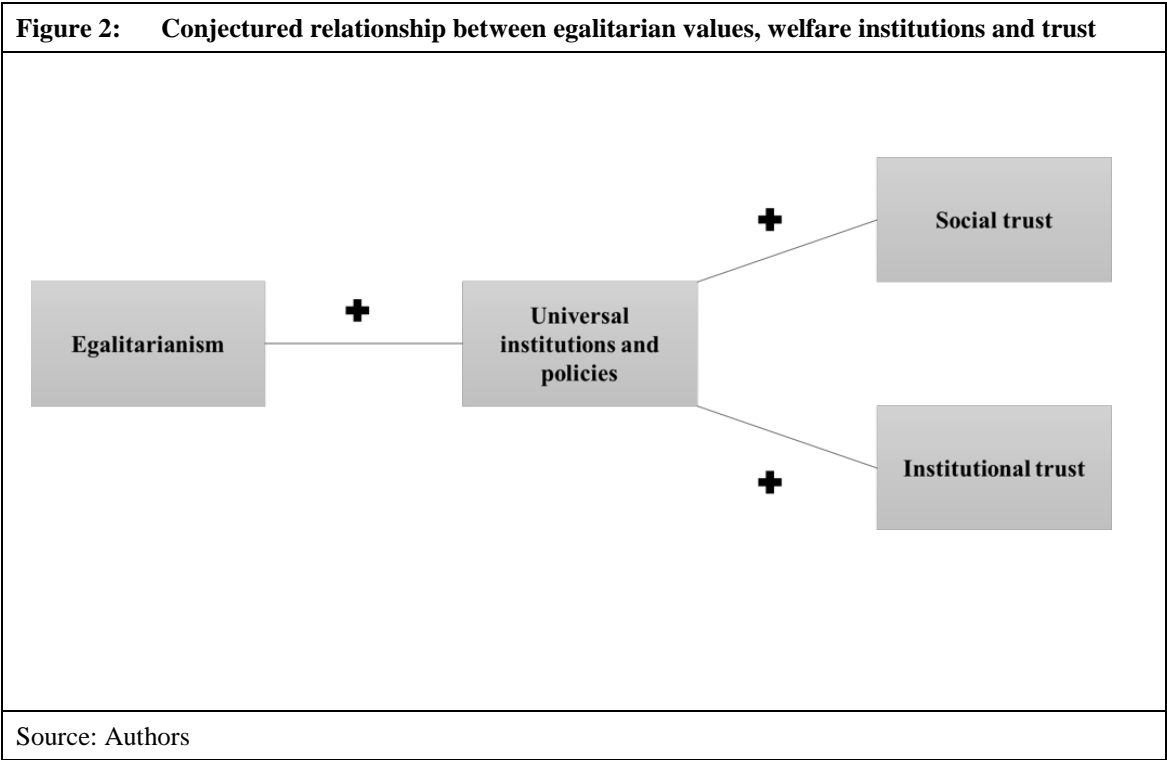 Figure 2: Conjectured relationship between egalitarian values, welfare institutions and trust
✚
Social trust
✚
Egalitarianism
Universal
institutions and
policies
Institutional trust
✚
Source: Authors